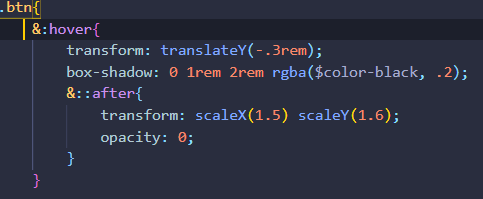 .btn{
&:hover{
transform: translateY(-.3rem);
box-shadow: 0 1rem 2rem rgba($color-black, .2);
&::after{
transform: scaleX(1.5) scaleY(1.6);
opacity: 0;
}
}